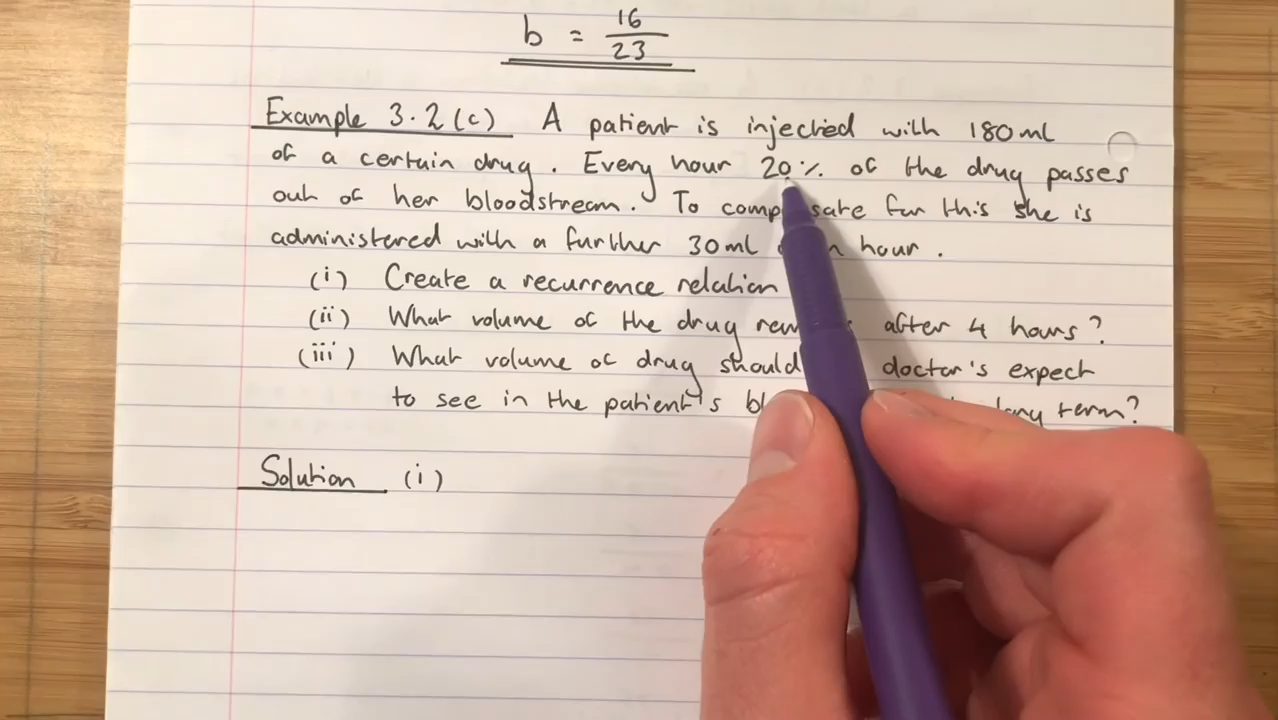 b = 16/23
Example 3.2 (c) A patient is injected with 180ml
of a certain drug. Every hour 20% of the drug passes
out of her bloodstream. To compensate for this she is
administered with a further 30ml hour.
(i) Create a recurrence relation
(ii) What volume of the drug after 4 hours?
(iii) What volume of drug should doctor's expect
to see in the patient's term?
Solution (i)